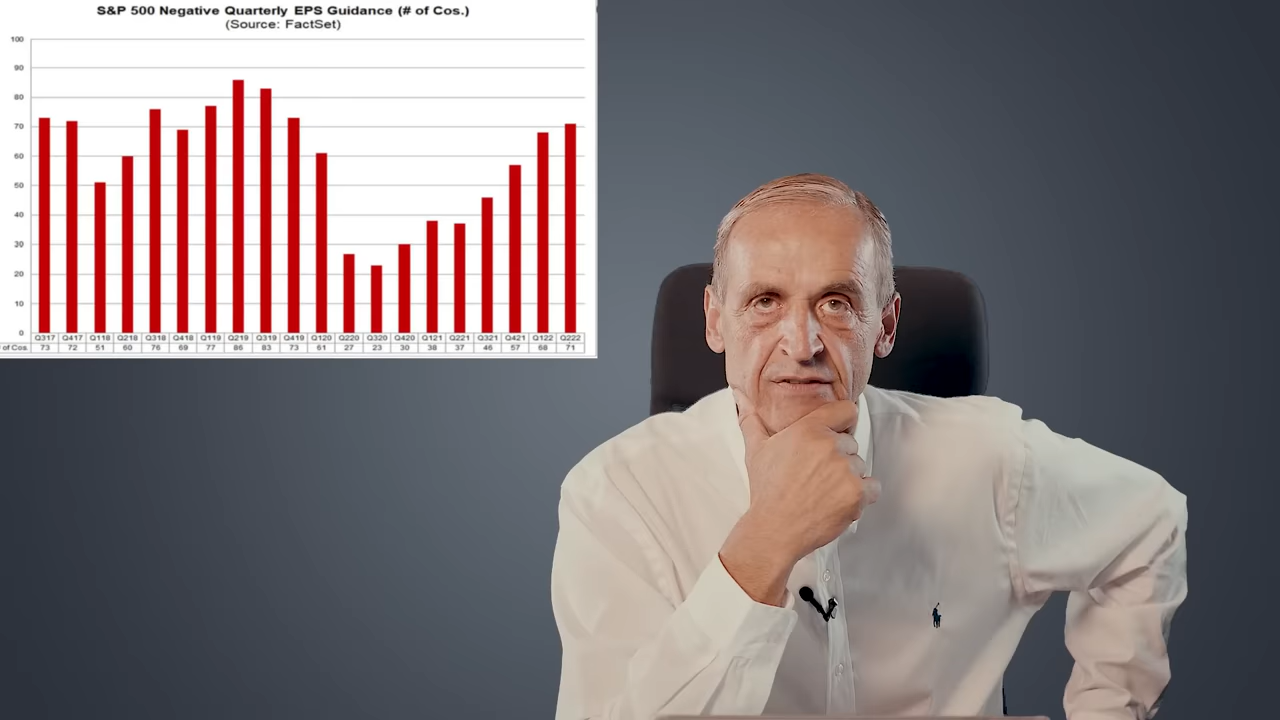 S&P 500 Negative Quarterly EPS Guidance (# of Cos.)
(Source: FactSet)
100
90
80
70
60
50
40
30
20
10
0
Q317 Q417 Q118 Q218 Q318 Q418 Q119 Q219 Q319 Q419 Q120 Q220 Q320 Q420 Q121 Q221 Q321 Q421 Q122 Q222
of Cos. 73 72 51 60 76 69 77 86 83 73 61 27 23 30 38 37 46 57 68 71